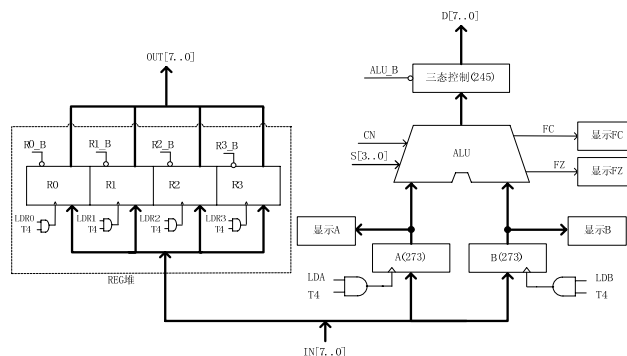 D[7..0]
OUT[7..0]
ALU_B
三态控制(245)
R0_B
R1_B
R2_B
R3_B
CN
S[3..0]
ALU
FC
显示FC
FZ
显示FZ
R0
R1
R2
R3
LDR0
T4
LDR1
T4
LDR2
T4
LDR3
T4
REG堆
显示A
显示B
A(273)
B(273)
LDA
T4
LDB
T4
IN[7..0]